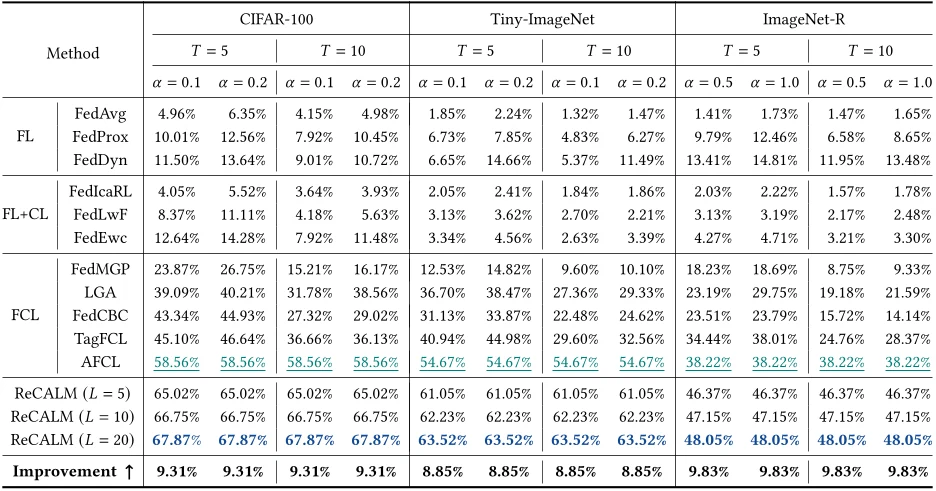 CIFAR-100 Tiny-ImageNet ImageNet-R
Method T = 5 T = 10 T = 5 T = 10 T = 5 T = 10
α = 0.1 α = 0.2 α = 0.1 α = 0.2 α = 0.1 α = 0.2 α = 0.1 α = 0.2 α = 0.5 α = 1.0 α = 0.5 α = 1.0
FedAvg 4.96% 6.35% 4.15% 4.98% 1.85% 2.24% 1.32% 1.47% 1.41% 1.73% 1.47% 1.65%
FL FedProx 10.01% 12.56% 7.92% 10.45% 6.73% 7.85% 4.83% 6.27% 9.79% 12.46% 6.58% 8.65%
FedDyn 11.50% 13.64% 9.01% 10.72% 6.65% 14.66% 5.37% 11.49% 13.41% 14.81% 11.95% 13.48%
FedIcaRL 4.05% 5.52% 3.64% 3.93% 2.05% 2.41% 1.84% 1.86% 2.03% 2.22% 1.57% 1.78%
FL+CL FedLwF 8.37% 11.11% 4.18% 5.63% 3.13% 3.62% 2.70% 2.21% 3.13% 3.19% 2.17% 2.48%
FedEwc 12.64% 14.28% 7.92% 11.48% 3.34% 4.56% 2.63% 3.39% 4.27% 4.71% 3.21% 3.30%
FedMGP 23.87% 26.75% 15.21% 16.17% 12.53% 14.82% 9.60% 10.10% 18.23% 18.69% 8.75% 9.33%
LGA 39.09% 40.21% 31.78% 38.56% 36.70% 38.47% 27.36% 29.33% 23.19% 29.75% 19.18% 21.59%
FCL FedCBC 43.34% 44.93% 27.32% 29.02% 31.13% 33.87% 22.48% 24.62% 23.51% 23.79% 15.72% 14.14%
TagFCL 45.10% 46.64% 36.66% 36.13% 40.94% 44.98% 29.60% 32.56% 34.44% 38.01% 24.76% 28.37%
AFCL 58.56% 58.56% 58.56% 58.56% 54.67% 54.67% 54.67% 54.67% 38.22% 38.22% 38.22% 38.22%
ReCALM (L = 5) 65.02% 65.02% 65.02% 65.02% 61.05% 61.05% 61.05% 61.05% 46.37% 46.37% 46.37% 46.37%
ReCALM (L = 10) 66.75% 66.75% 66.75% 66.75% 62.23% 62.23% 62.23% 62.23% 47.15% 47.15% 47.15% 47.15%
ReCALM (L = 20) 67.87% 67.87% 67.87% 67.87% 63.52% 63.52% 63.52% 63.52% 48.05% 48.05% 48.05% 48.05%
Improvement ↑ 9.31% 9.31% 9.31% 9.31% 8.85% 8.85% 8.85% 8.85% 9.83% 9.83% 9.83% 9.83%